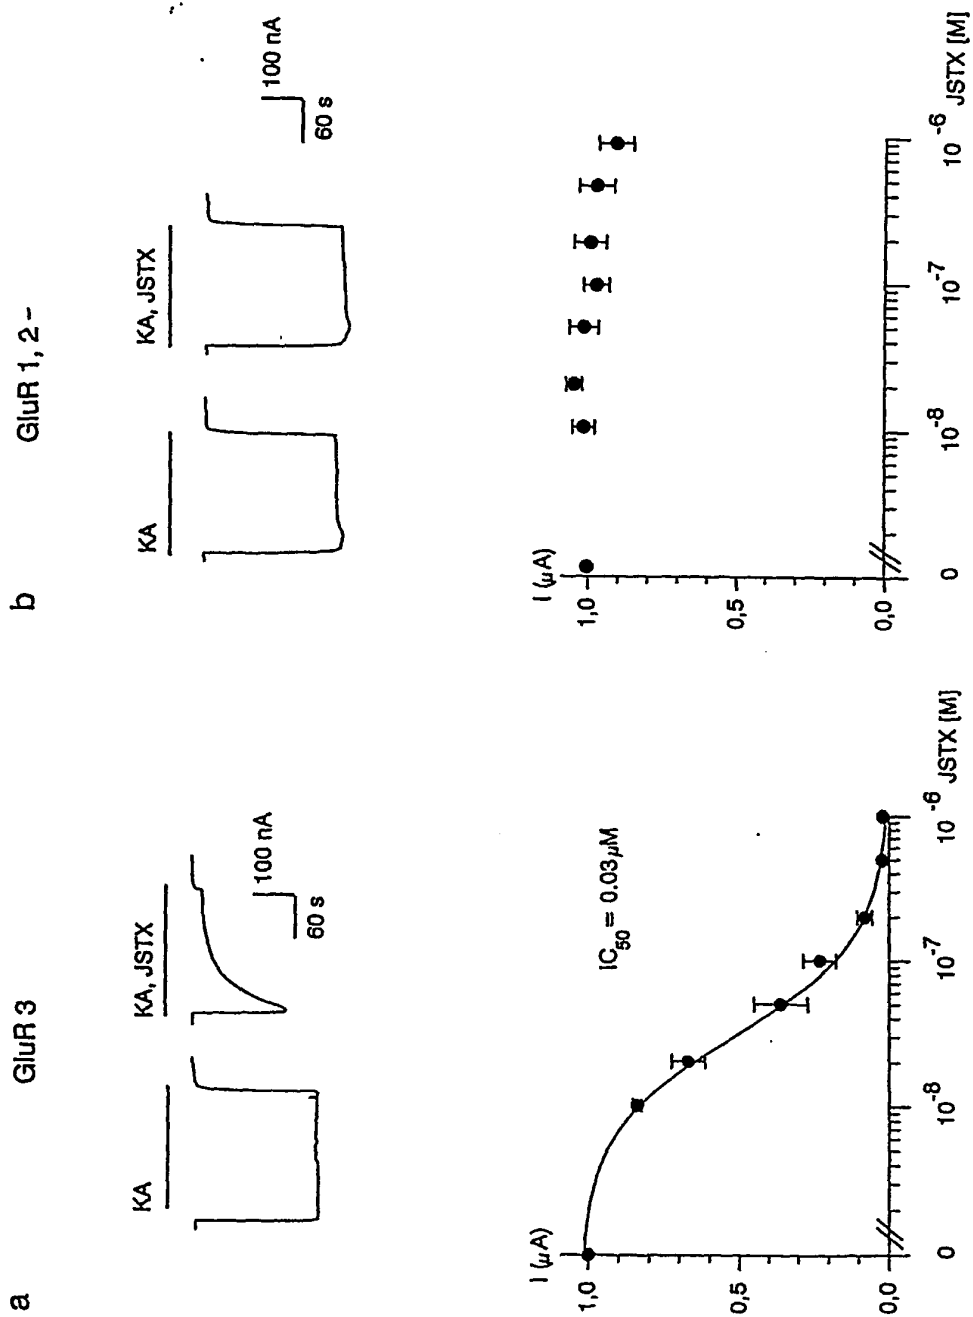 a
GluR 3
KA
KA, JSTX
100 nA
60 s
I (µA)
1,0
0,5
0,0
IC50 = 0.03µM
0
10-8
10-7
10-6
JSTX [M]
b
GluR 1, 2 -
KA
KA, JSTX
100 nA
60 s
I (µA)
1,0
0,5
0,0
0
10-8
10-7
10-6
JSTX [M]